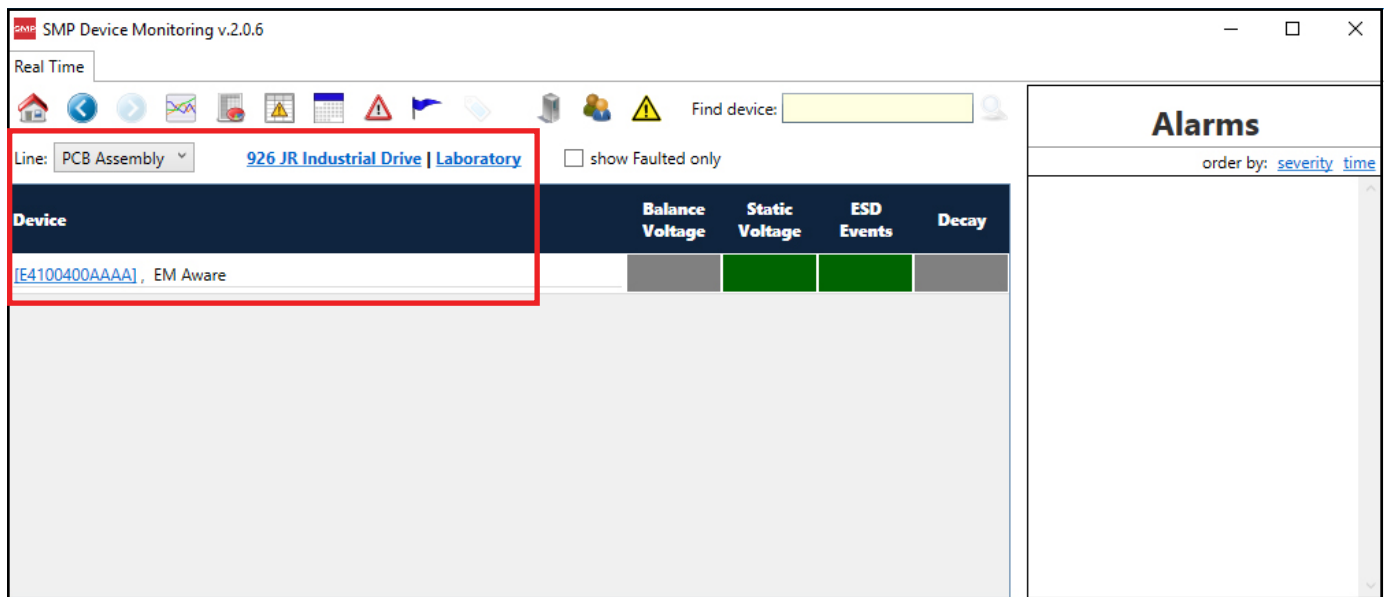 SMP SMP Device Monitoring v.2.0.6
Real Time
Find device:
Line: PCB Assembly 926 JR Industrial Drive | Laboratory show Faulted only
Device Balance Voltage Static Voltage ESD Events Decay
[E4100400AAAA] , EM Aware
Alarms
order by: severity time